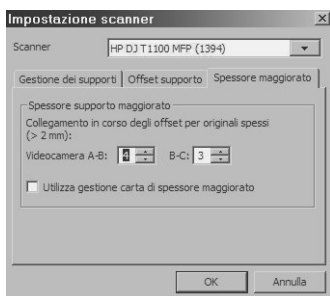 Impostazione scanner
Scanner
HP DJ T1100 MFP (1394)
Gestione dei supporti
Offset supporto
Spessore maggiorato
Spessore supporto maggiorato
Collegamento in corso degli offset per originali spessi
(> 2 mm):
Videocamera A-B: 4 B-C: 3
Utilizza gestione carta di spessore maggiorato
OK
Annulla